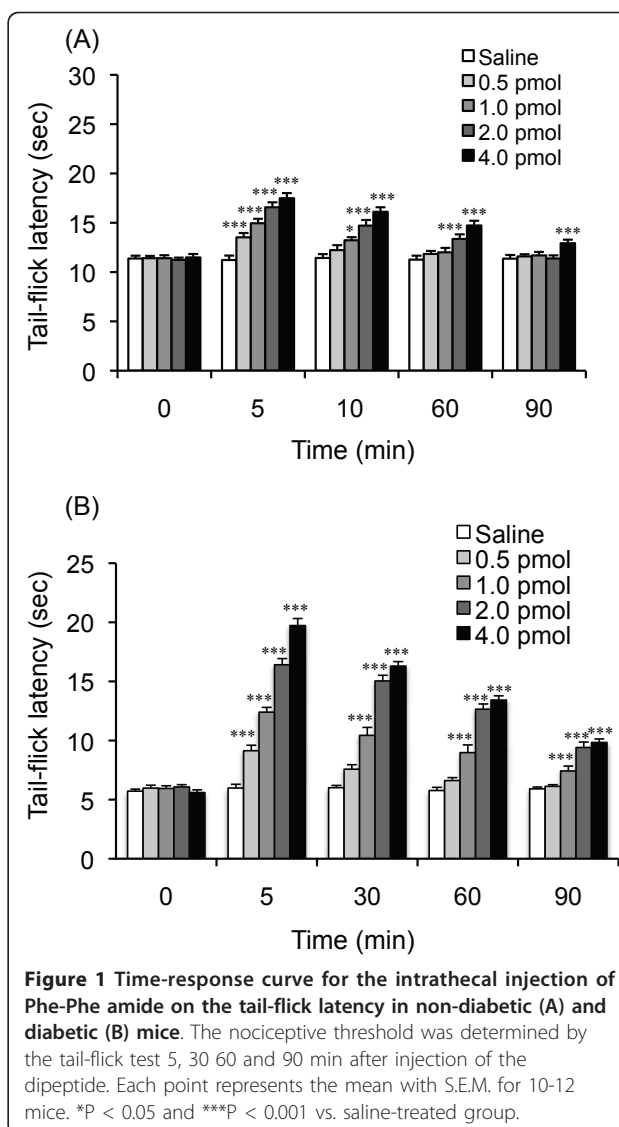 (A)
Saline
0.5 pmol
1.0 pmol
2.0 pmol
4.0 pmol
Tail-flick latency (sec)
30
25
20
15
10
5
0
***
***
***
***
*
***
***
***
***
***
0 5 10 60 90
Time (min)
(B)
Saline
0.5 pmol
1.0 pmol
2.0 pmol
4.0 pmol
Tail-flick latency (sec)
25
20
15
10
5
0
***
***
***
***
***
***
***
***
***
***
***
***
***
0 5 30 60 90
Time (min)
Figure 1 Time-response curve for the intrathecal injection of
Phe-Phe amide on the tail-flick latency in non-diabetic (A) and
diabetic (B) mice. The nociceptive threshold was determined by
the tail-flick test 5, 30 60 and 90 min after injection of the
dipeptide. Each point represents the mean with S.E.M. for 10-12
mice. *P < 0.05 and ***P < 0.001 vs. saline-treated group.